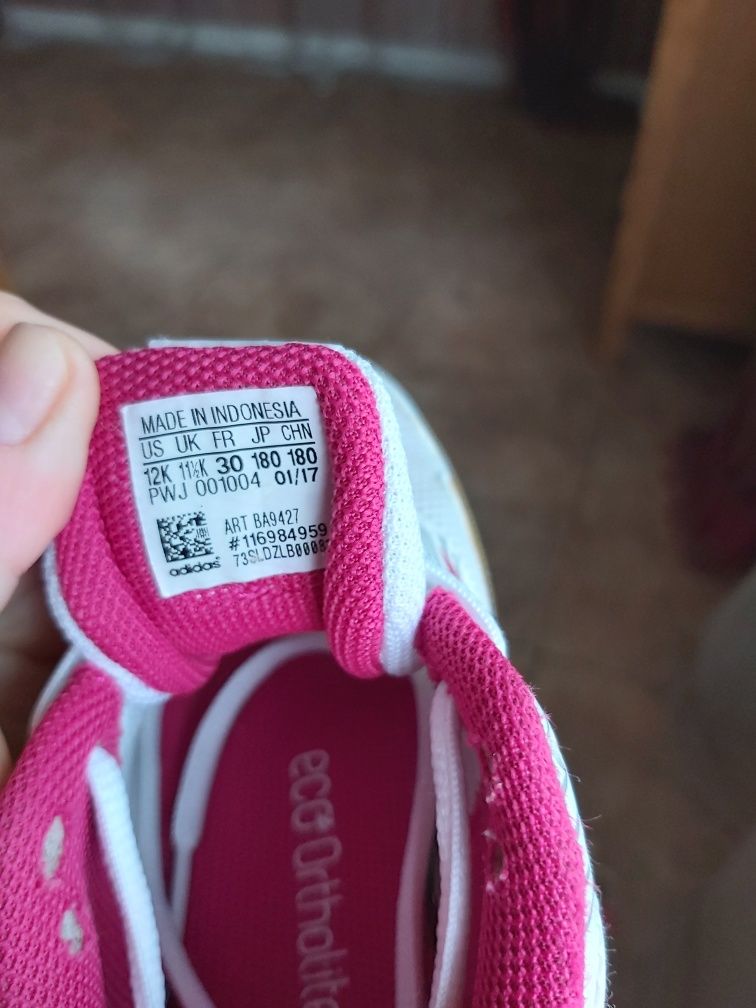 MADE IN INDONESIA
US UK FR JP CHN
12K 11½K 30 180 180
PWJ 001004 01/17
ART BA9427
#116984959
adidas
eco Ortholite